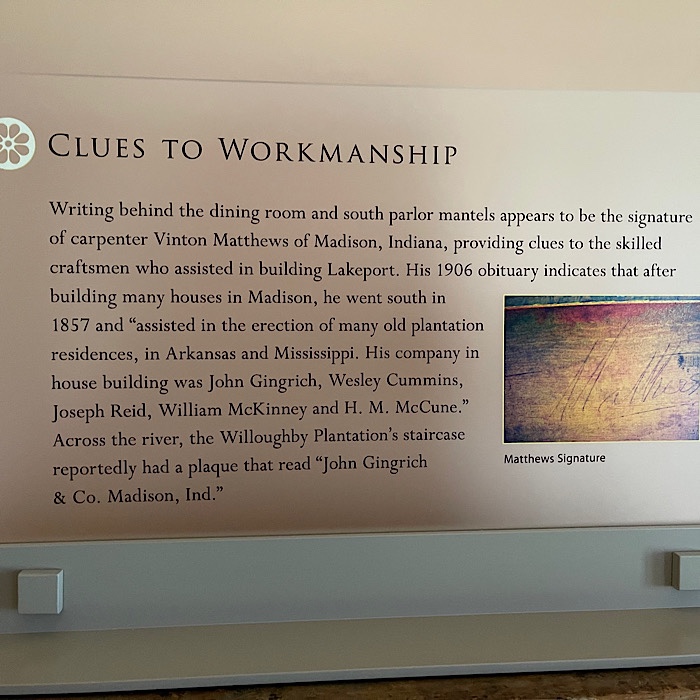 CLUES TO WORKMANSHIP
Writing behind the dining room and south parlor mantels appears to be the signature
of carpenter Vinton Matthews of Madison, Indiana, providing clues to the skilled
craftsmen who assisted in building Lakeport. His 1906 obituary indicates that after
building many houses in Madison, he went south in
1857 and “assisted in the erection of many old plantation
residences, in Arkansas and Mississippi. His company in
house building was John Gingrich, Wesley Cummins,
Joseph Reid, William McKinney and H. M. McCune.”
Across the river, the Willoughby Plantation’s staircase
reportedly had a plaque that read “John Gingrich
& Co. Madison, Ind.”
Matthews
Matthews Signature